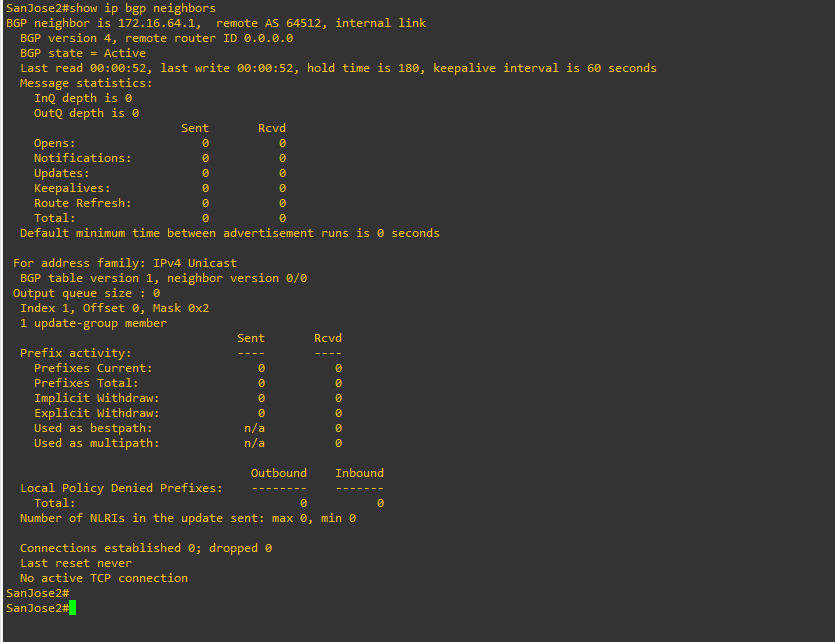 SanJose2#show ip bgp neighbors
BGP neighbor is 172.16.64.1,  remote AS 64512, internal link
  BGP version 4, remote router ID 0.0.0.0
  BGP state = Active
  Last read 00:00:52, last write 00:00:52, hold time is 180, keepalive interval is 60 seconds
  Message statistics:
    InQ depth is 0
    OutQ depth is 0
                         Sent       Rcvd
    Opens:                  0          0
    Notifications:          0          0
    Updates:                0          0
    Keepalives:             0          0
    Route Refresh:          0          0
    Total:                  0          0
  Default minimum time between advertisement runs is 0 seconds

 For address family: IPv4 Unicast
  BGP table version 1, neighbor version 0/0
 Output queue size : 0
  Index 1, Offset 0, Mask 0x2
  1 update-group member
                                 Sent       Rcvd
  Prefix activity:               ----       ----
    Prefixes Current:               0          0
    Prefixes Total:                 0          0
    Implicit Withdraw:              0          0
    Explicit Withdraw:              0          0
    Used as bestpath:             n/a          0
    Used as multipath:            n/a          0

                                   Outbound    Inbound
  Local Policy Denied Prefixes:    --------    -------
    Total:                                0          0
  Number of NLRIs in the update sent: max 0, min 0

  Connections established 0; dropped 0
  Last reset never
  No active TCP connection
SanJose2#
SanJose2#